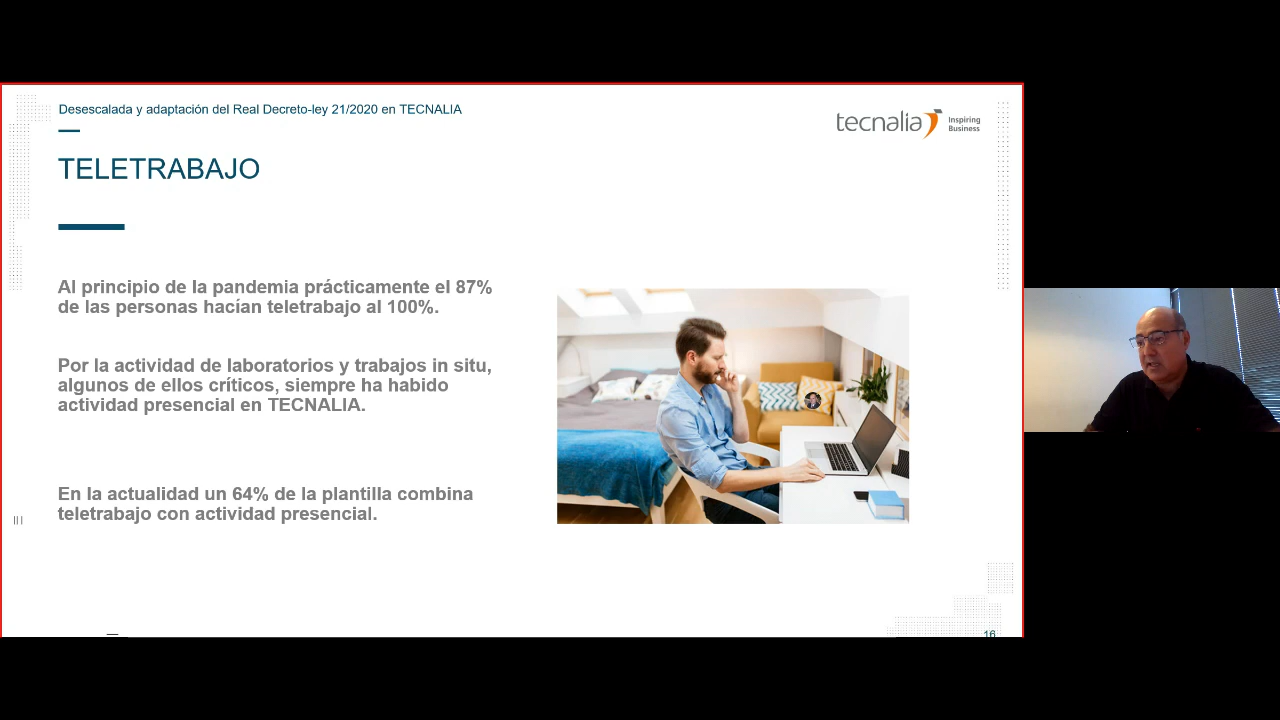 Desescalada y adaptación del Real Decreto-ley 21/2020 en TECNALIA
tecnalia Inspiring Business
TELETRABAJO
Al principio de la pandemia prácticamente el 87%
de las personas hacían teletrabajo al 100%.
Por la actividad de laboratorios y trabajos in situ,
algunos de ellos críticos, siempre ha habido
actividad presencial en TECNALIA.
En la actualidad un 64% de la plantilla combina
teletrabajo con actividad presencial.
16